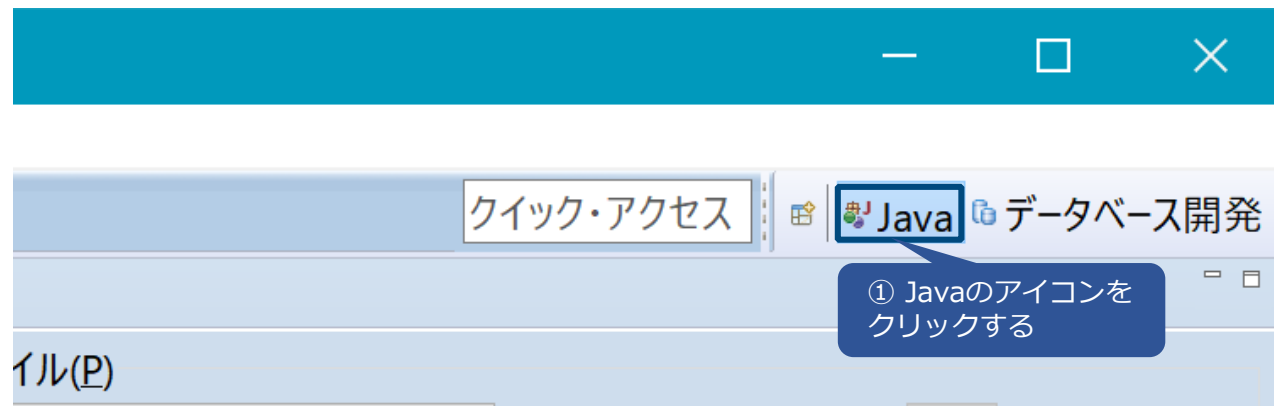 クイック・アクセス
Java
データベース開発
① Javaのアイコンを
クリックする
イル(P)